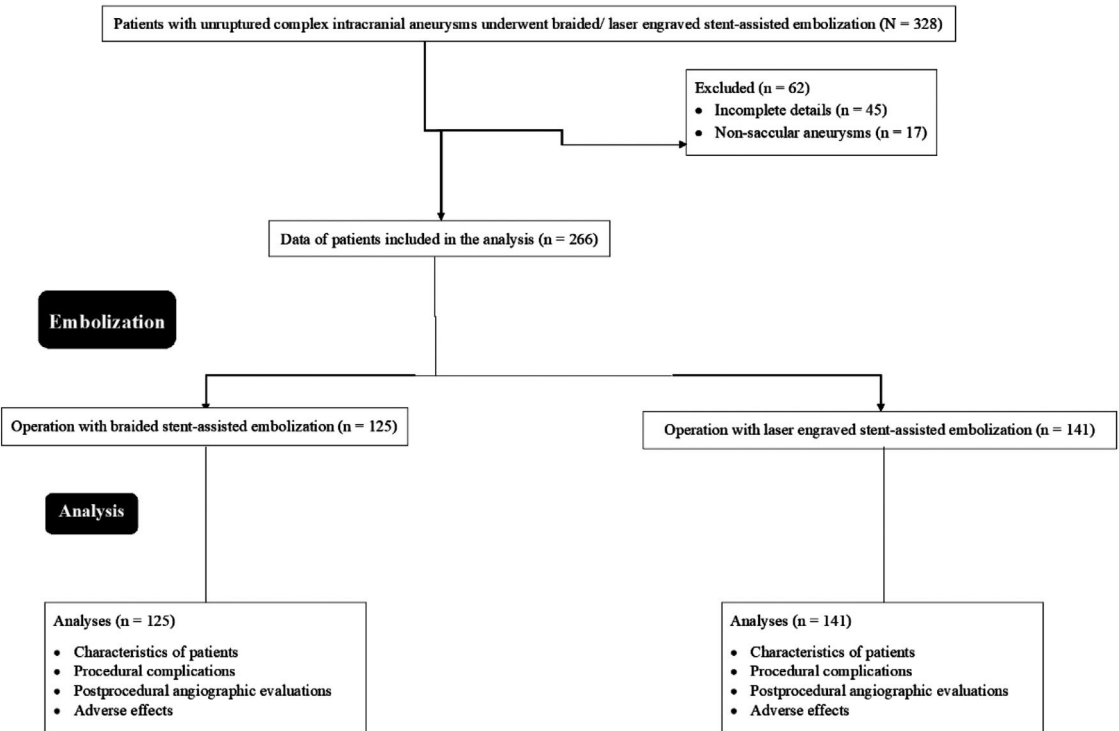 Patients with unruptured complex intracranial aneurysms underwent braided/ laser engraved stent-assisted embolization (N = 328)
Excluded (n = 62)
● Incomplete details (n = 45)
● Non-saccular aneurysms (n = 17)
Data of patients included in the analysis (n = 266)
Embolization
Operation with braided stent-assisted embolization (n = 125)
Operation with laser engraved stent-assisted embolization (n = 141)
Analysis
Analyses (n = 125)
● Characteristics of patients
● Procedural complications
● Postprocedural angiographic evaluations
● Adverse effects
Analyses (n = 141)
● Characteristics of patients
● Procedural complications
● Postprocedural angiographic evaluations
● Adverse effects